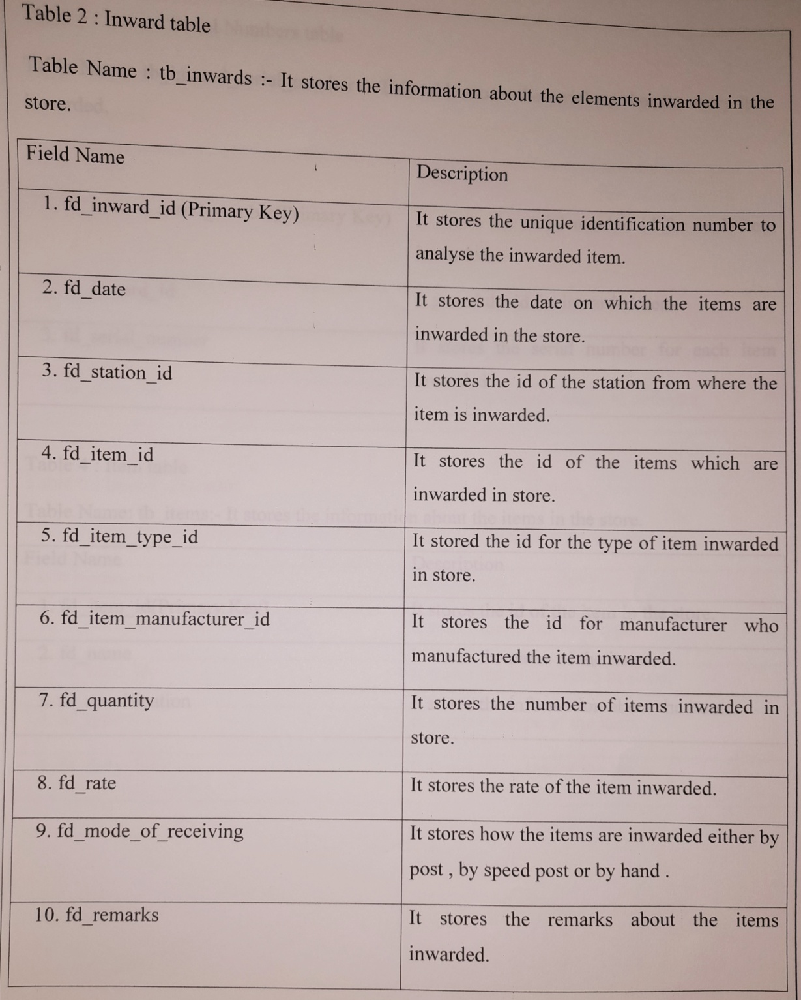 Table 2 : Inward table
Table Name : tb_inwards :- It stores the information about the elements inwarded in the
store.
Field Name
Description
1. fd_inward_id (Primary Key)
It stores the unique identification number to
analyse the inwarded item.
2. fd_date
It stores the date on which the items are
inwarded in the store.
3. fd_station_id
It stores the id of the station from where the
item is inwarded.
4. fd_item_id
It stores the id of the items which are
inwarded in store.
5. fd_item_type_id
It stored the id for the type of item inwarded
in store.
6. fd_item_manufacturer_id
It stores the id for manufacturer who
manufactured the item inwarded.
7. fd_quantity
It stores the number of items inwarded in
store.
8. fd_rate
It stores the rate of the item inwarded.
9. fd_mode_of_receiving
It stores how the items are inwarded either by
post , by speed post or by hand .
10. fd_remarks
It stores the remarks about the items
inwarded.